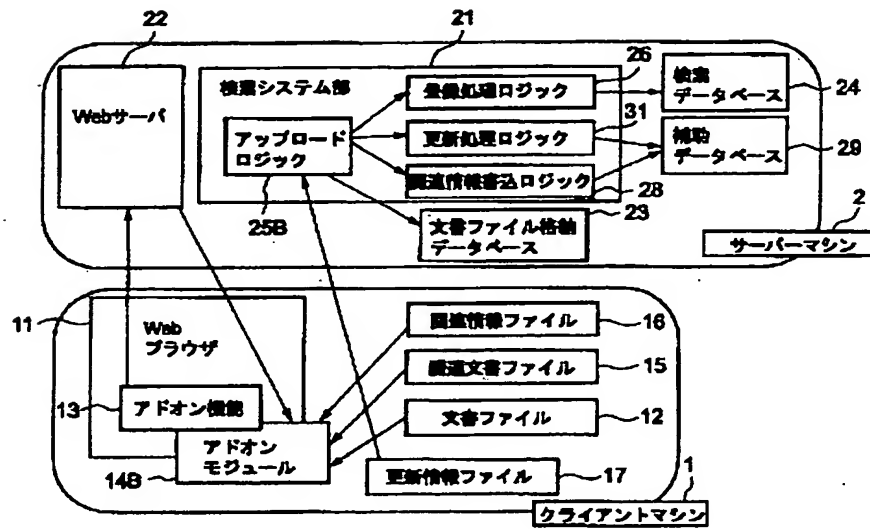 22
21
26
Webサーバ
検索システム部
登録処理ロジック
検索
データベース
24
アップロード
ロジック
25B
更新処理ロジック
31
補助
データベース
29
関連情報書込ロジック
28
23
文書ファイル格納
データベース
2
サーバーマシン
11
Web
ブラウザ
関連情報ファイル
16
関連文書ファイル
15
13
アドオン機能
文書ファイル
12
アドオン
モジュール
14B
更新情報ファイル
17
1
クライアントマシン